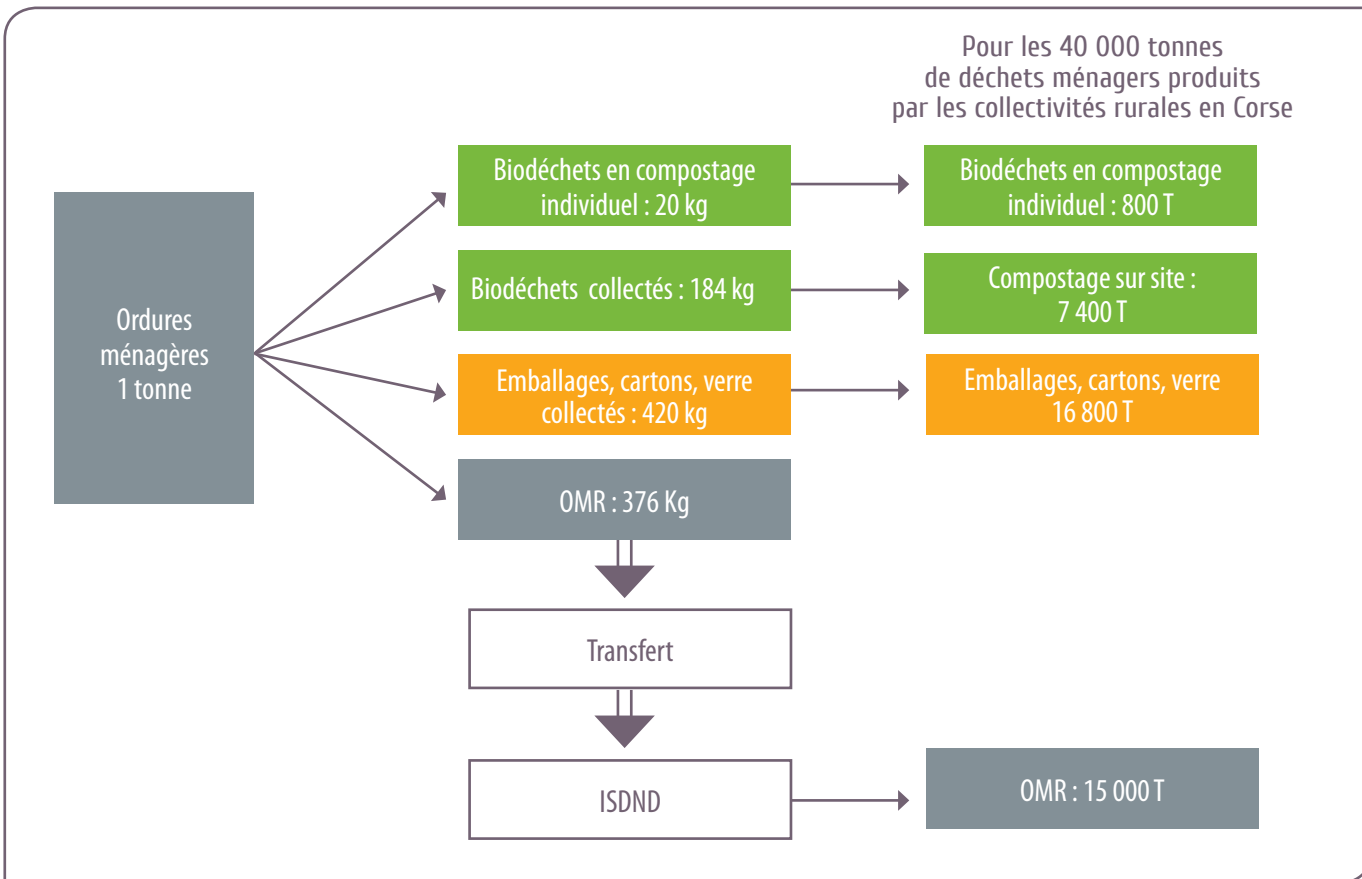 Pour les 40 000 tonnes
de déchets ménagers produits
par les collectivités rurales en Corse
Ordures
ménagères
1 tonne
Biodéchets en compostage
individuel : 20 kg
Biodéchets en compostage
individuel : 800 T
Biodéchets collectés : 184 kg
Compostage sur site :
7 400 T
Emballages, cartons, verre
collectés : 420 kg
Emballages, cartons, verre
16 800 T
OMR : 376 Kg
Transfert
ISDND
OMR : 15 000 T